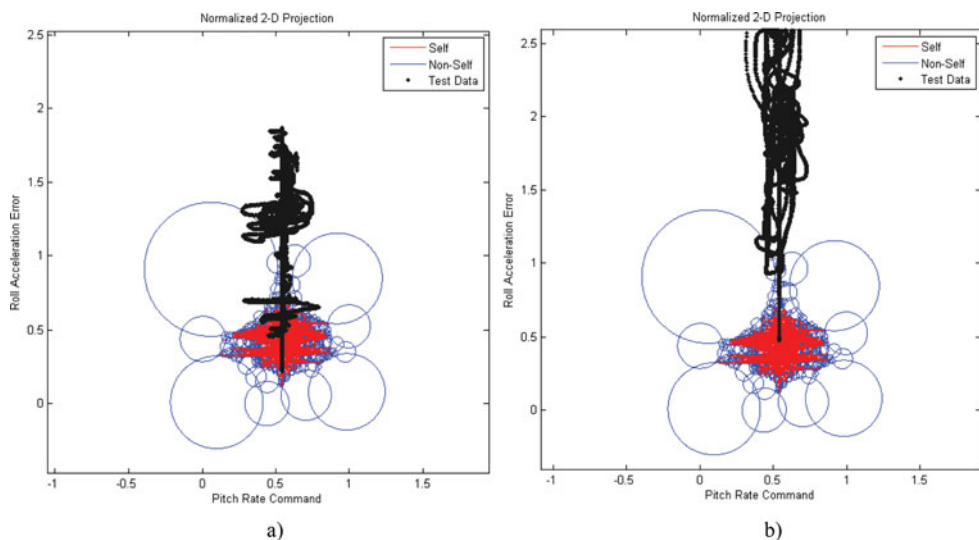 Normalized 2-D Projection
2.5
2
1.5
1
0.5
0
-1
-0.5
0
0.5
1
1.5
Roll Acceleration Error
Pitch Rate Command
Self
Non-Self
Test Data
a)
Normalized 2-D Projection
2.5
2
1.5
1
0.5
0
-1
-0.5
0
0.5
1
1.5
Roll Acceleration Error
Pitch Rate Command
Self
Non-Self
Test Data
b)